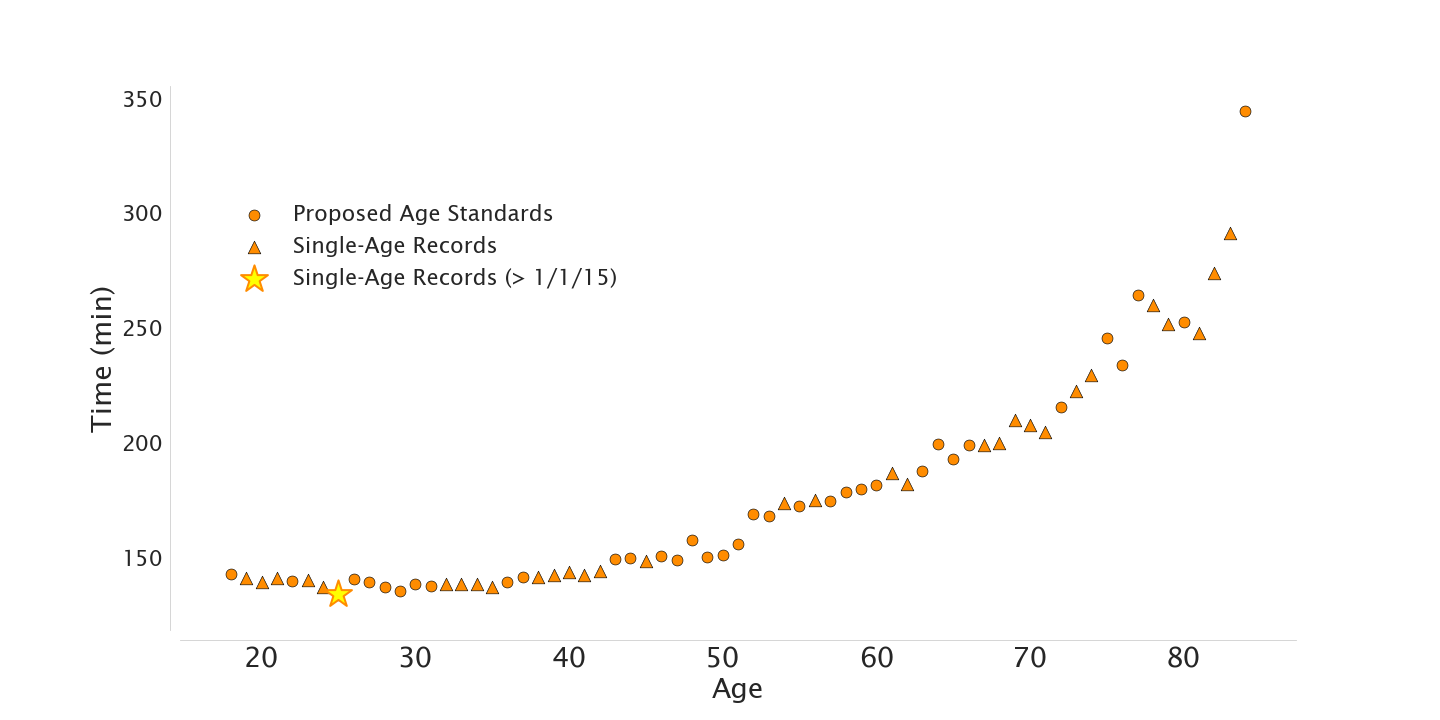 350
300
250
200
150
Time (min)
Proposed Age Standards
Single-Age Records
Single-Age Records (> 1/1/15)
20 30 40 50 60 70 80
Age